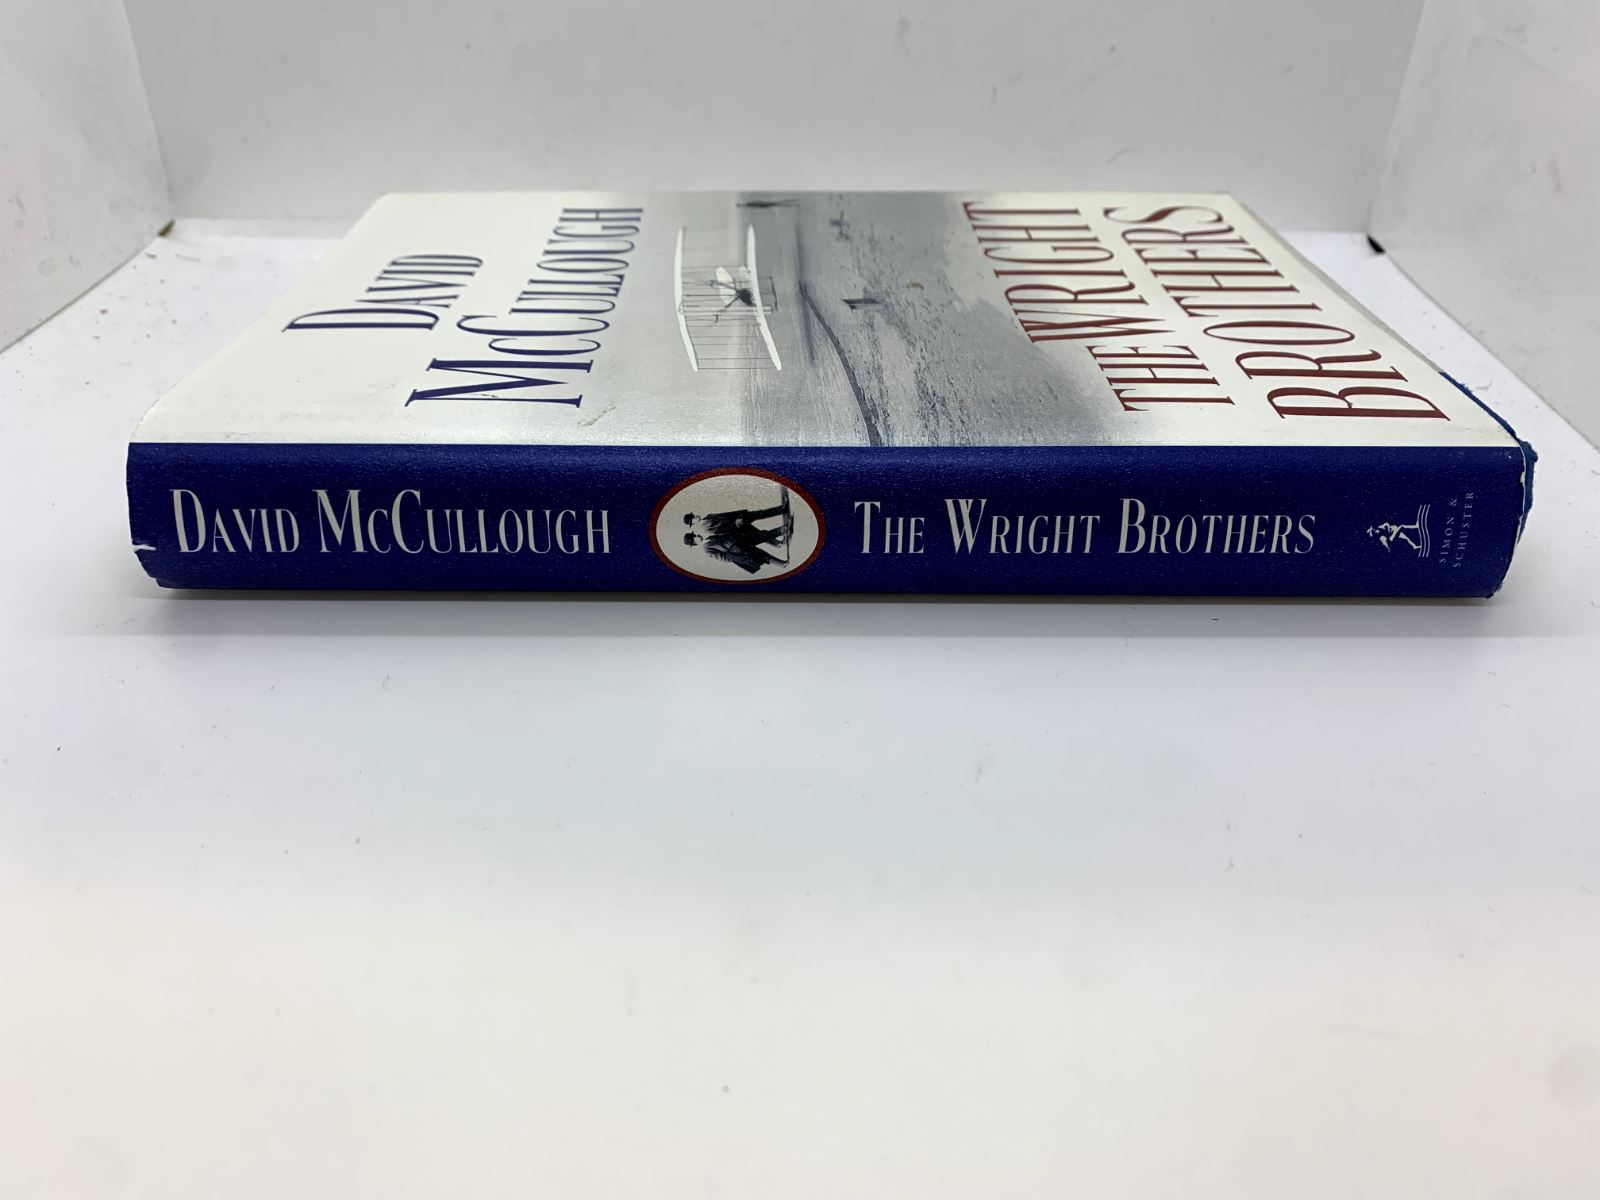 DAVID
MCCULLOUGH
THE WRIGHT
BROTHERS
DAVID MCCULLOUGH
THE WRIGHT BROTHERS
SIMON &
SCHUSTER